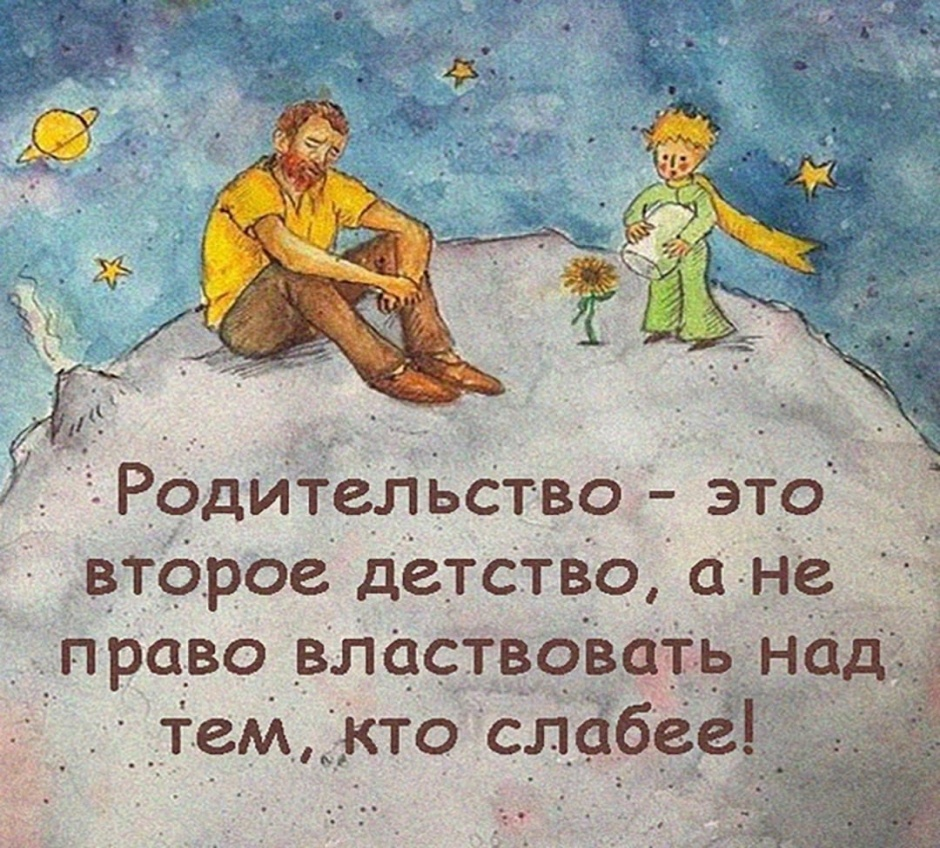 Родительство - это
второе детство, а не
право властвовать над
тем, кто слабее!